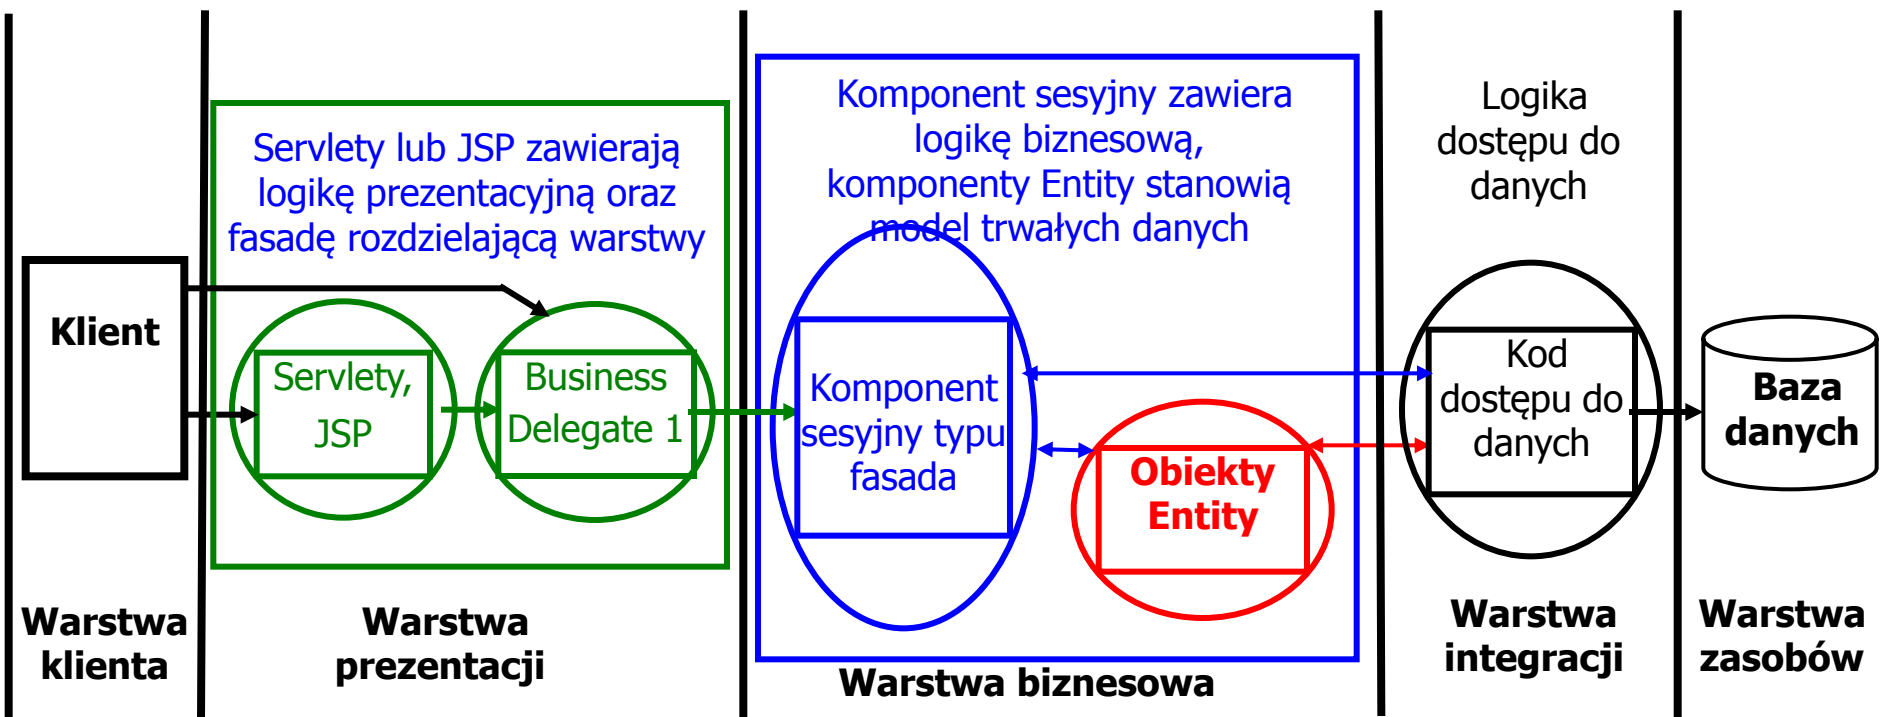 Servlety lub JSP zawierają
logikę prezentacyjną oraz
fasadę rozdzielającą warstwy
Komponent sesyjny zawiera
logikę biznesową,
komponenty Entity stanowią
model trwałych danych
Logika
dostępu do
danych
Klient
Servlety,
JSP
Business
Delegate 1
Komponent
sesyjny typu
fasada
Obiekty
Entity
Kod
dostępu do
danych
Baza
danych
Warstwa
klienta
Warstwa
prezentacji
Warstwa biznesowa
Warstwa
integracji
Warstwa
zasobów